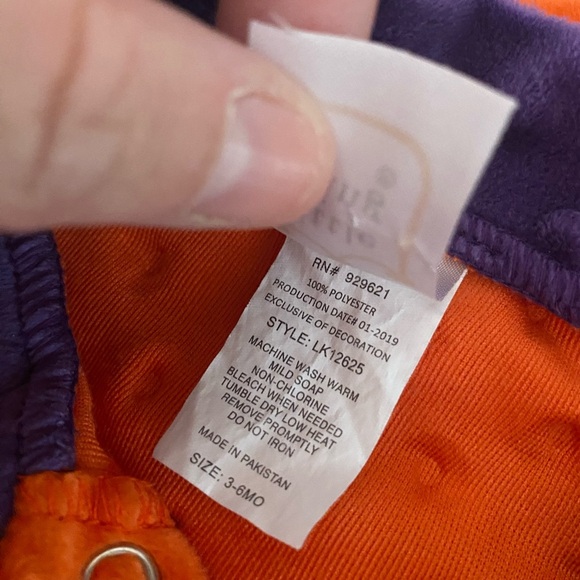 RN# 929621
100% POLYESTER
PRODUCTION DATE# 01-2019
EXCLUSIVE OF DECORATION
STYLE: LK12625
MACHINE WASH WARM
MILD SOAP
NON-CHLORINE
BLEACH WHEN NEEDED
TUMBLE DRY LOW HEAT
REMOVE PROMPTLY
DO NOT IRON
MADE IN PAKISTAN
SIZE: 3-6MO